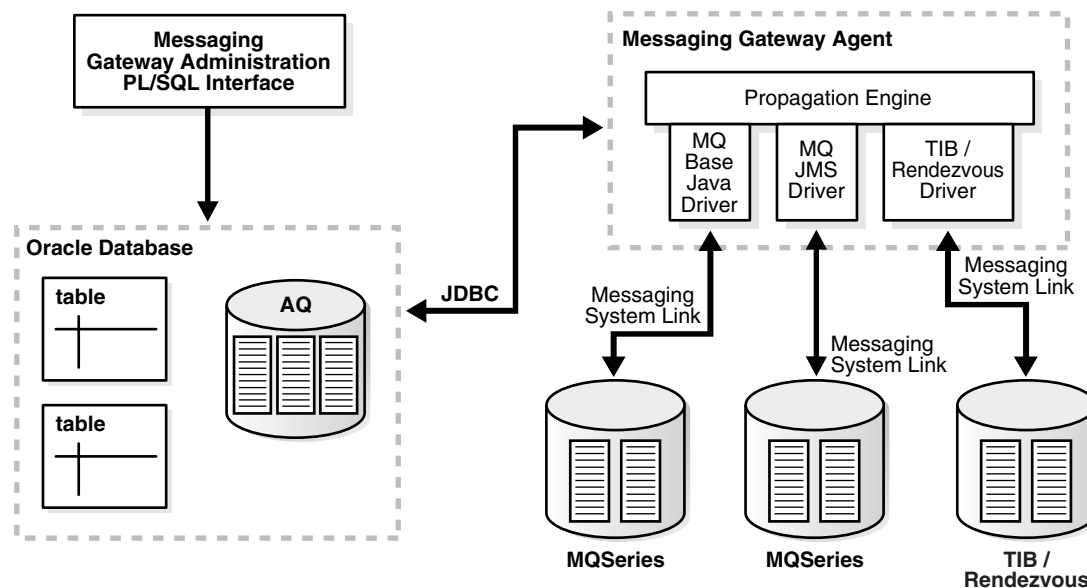 Messaging
Gateway Administration
PL/SQL Interface
Messaging Gateway Agent
Propagation Engine
MQ
Base
Java
Driver
MQ
JMS
Driver
TIB /
Rendezvous
Driver
Oracle Database
table
table
AQ
JDBC
Messaging
System Link
Messaging
System Link
Messaging
System Link
MQSeries
MQSeries
TIB /
Rendezvous